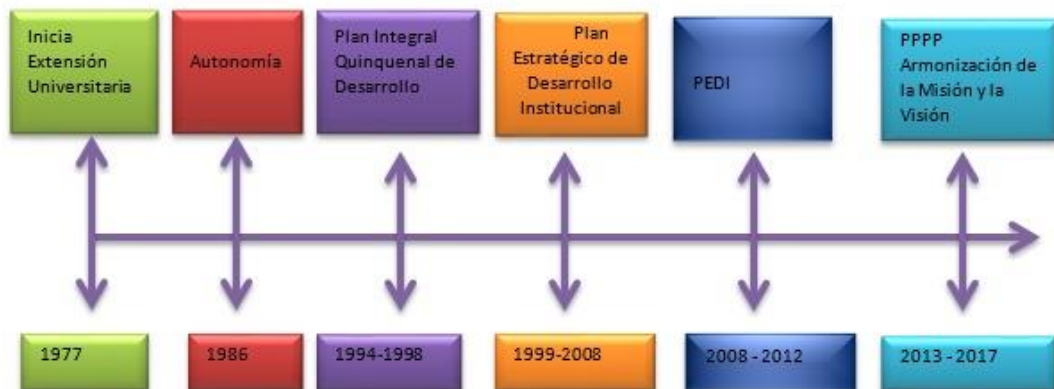 Inicia
Extensión
Universitaria
Autonomía
Plan Integral
Quinquenal de
Desarrollo
Plan
Estratégico de
Desarrollo
Institucional
PEDI
PPPP
Armonización de
la Misión y la
Visión
1977
1986
1994-1998
1999-2008
2008 - 2012
2013 - 2017